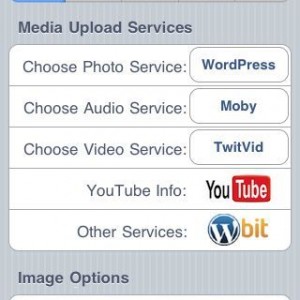 Media Upload Services
Choose Photo Service: WordPress
Choose Audio Service: Moby
Choose Video Service: TwitVid
YouTube Info: YouTube
Other Services: W bit
Image Options